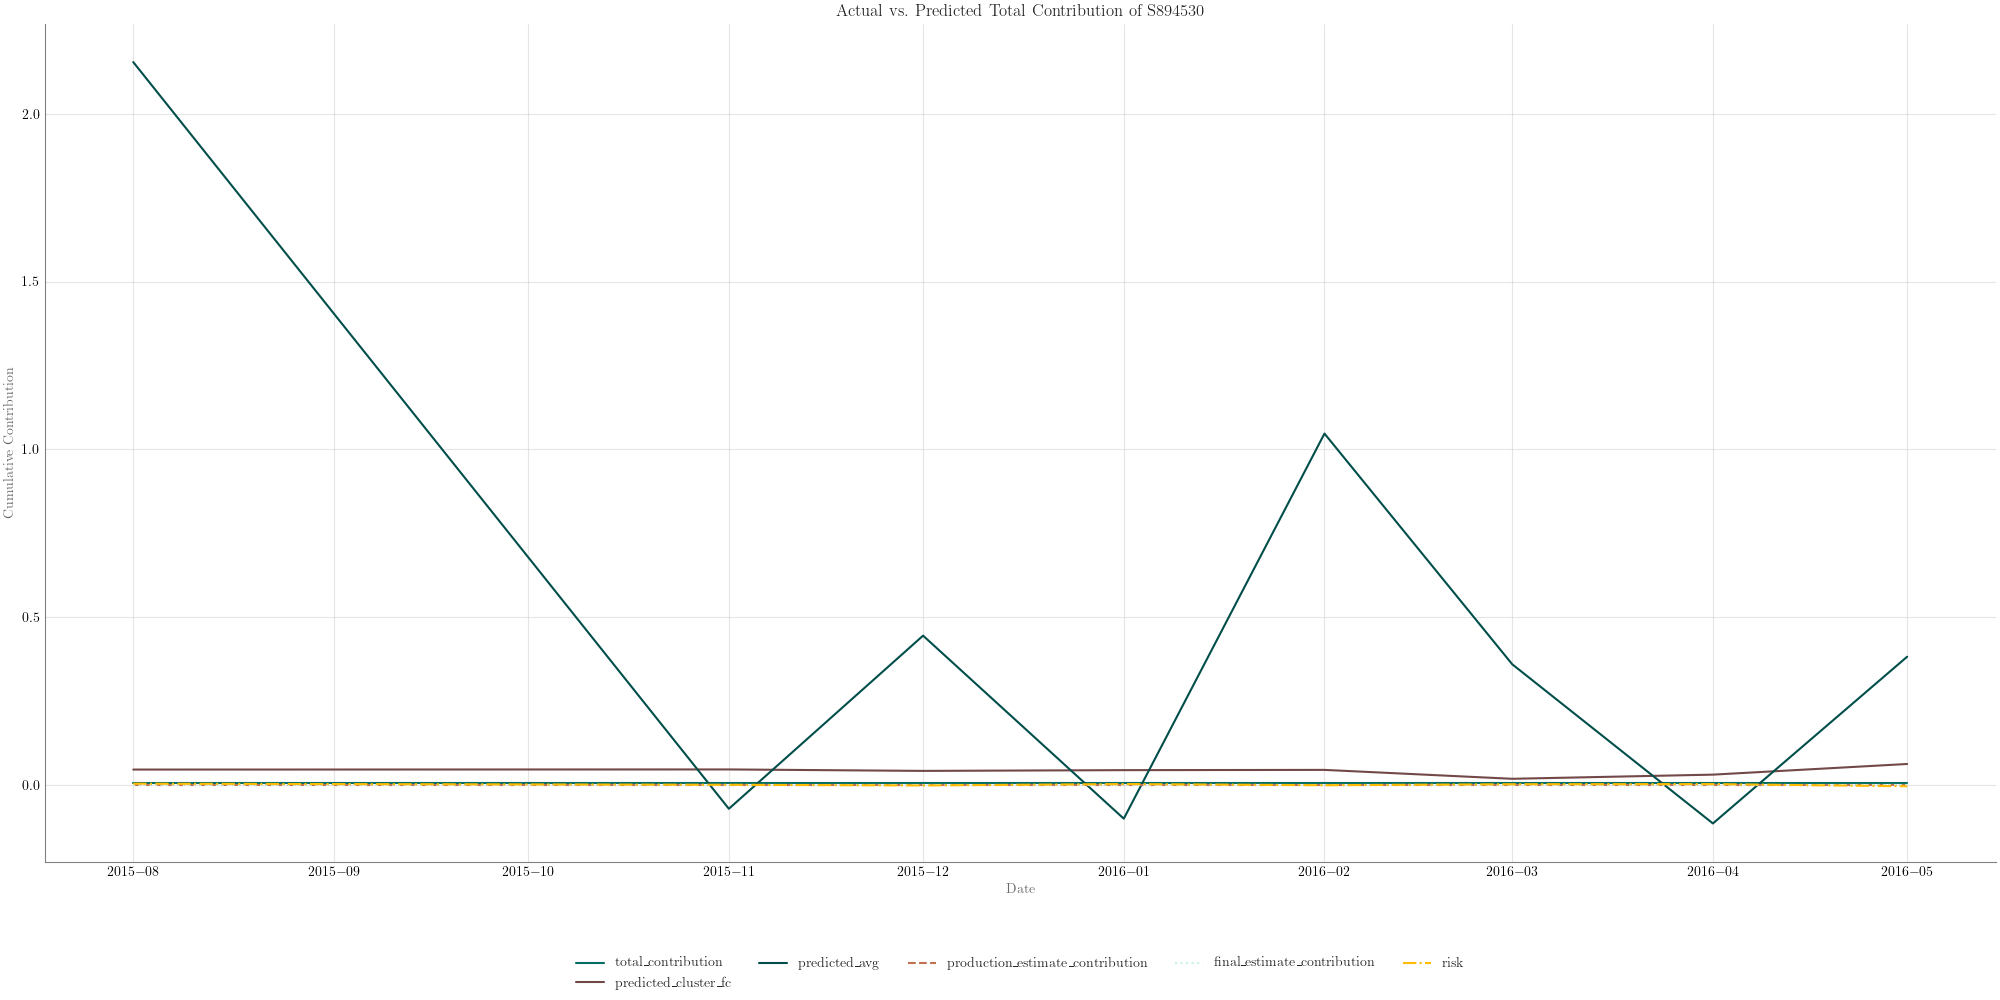 Actual vs. Predicted Total Contribution of S894530
Cumulative Contribution
2.0
1.5
1.0
0.5
0.0
2015−08 2015−09 2015−10 2015−11 2015−12 2016−01 2016−02 2016−03 2016−04 2016−05
Date
total_contribution predicted_avg production_estimate_contribution final_estimate_contribution risk
predicted_cluster_fc